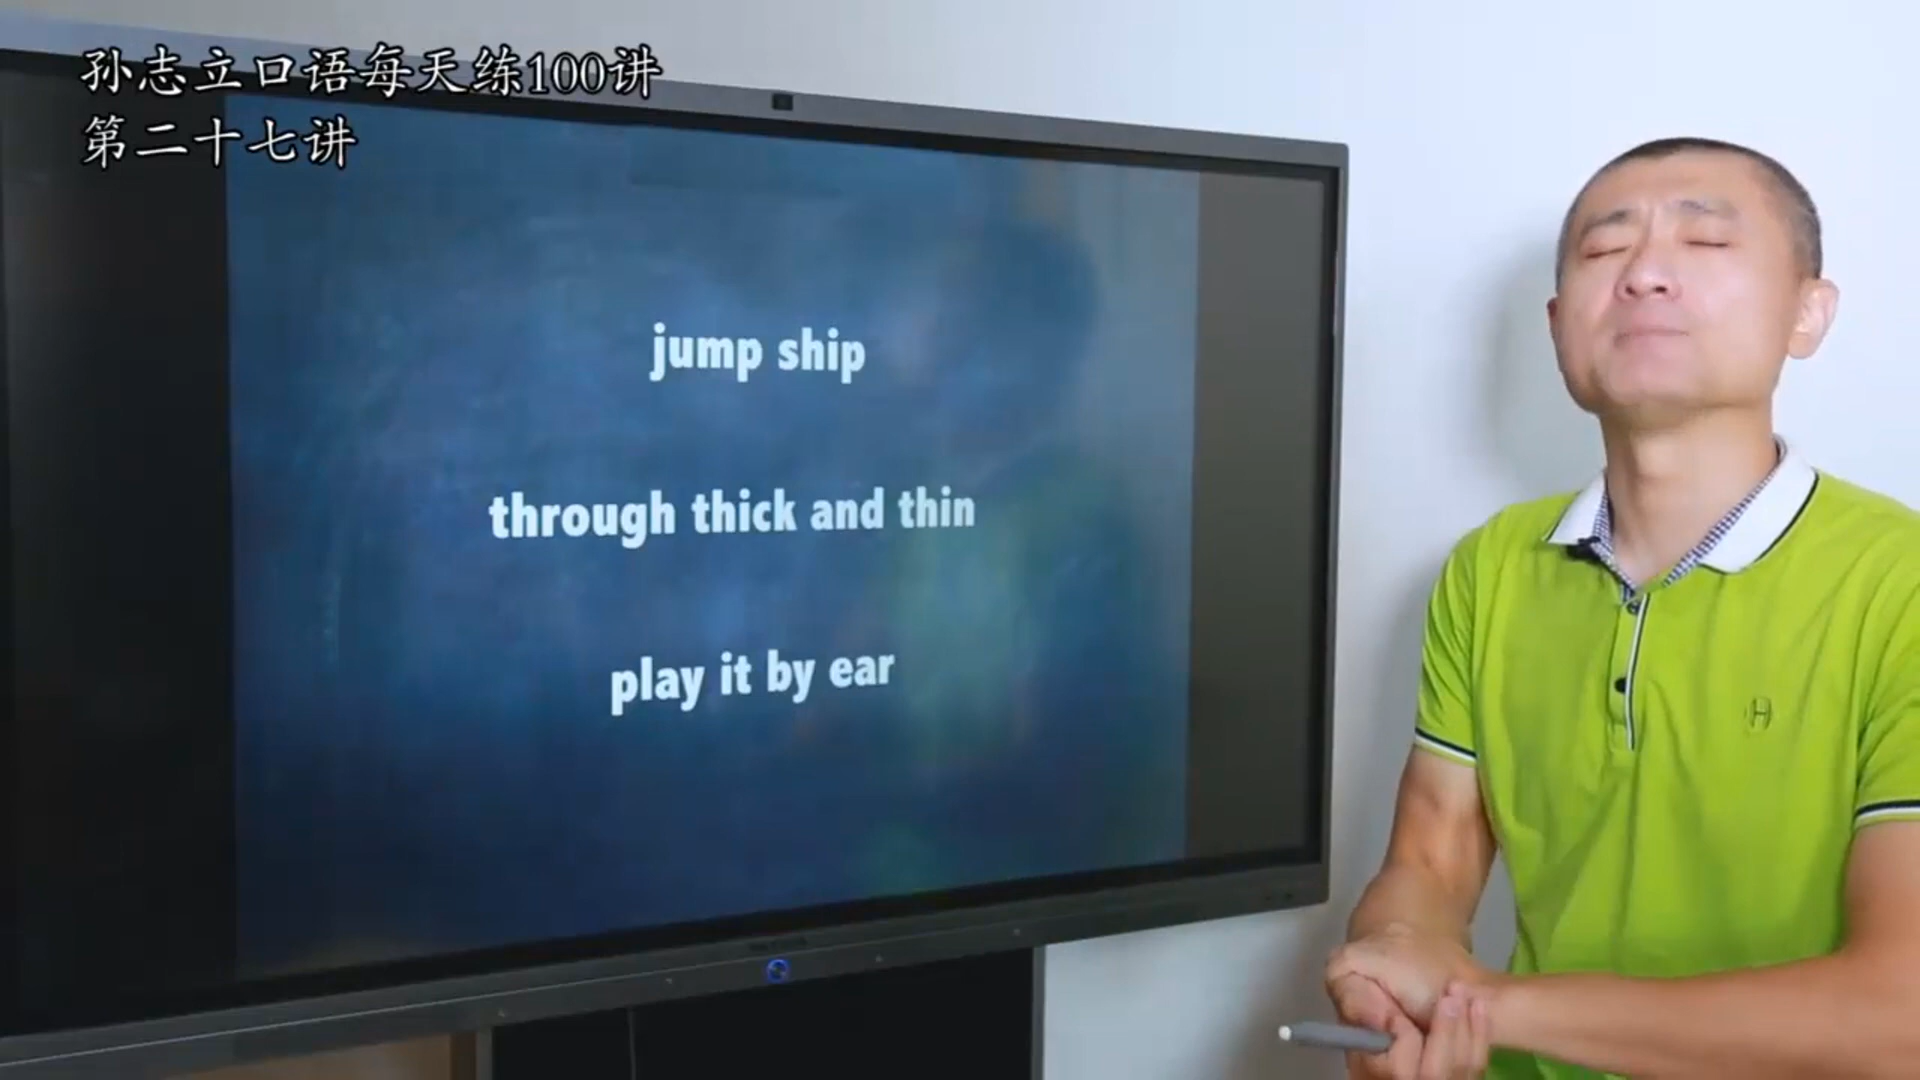 孙志立口语每天练100讲
第二十七讲
jump ship
through thick and thin
play it by ear
H